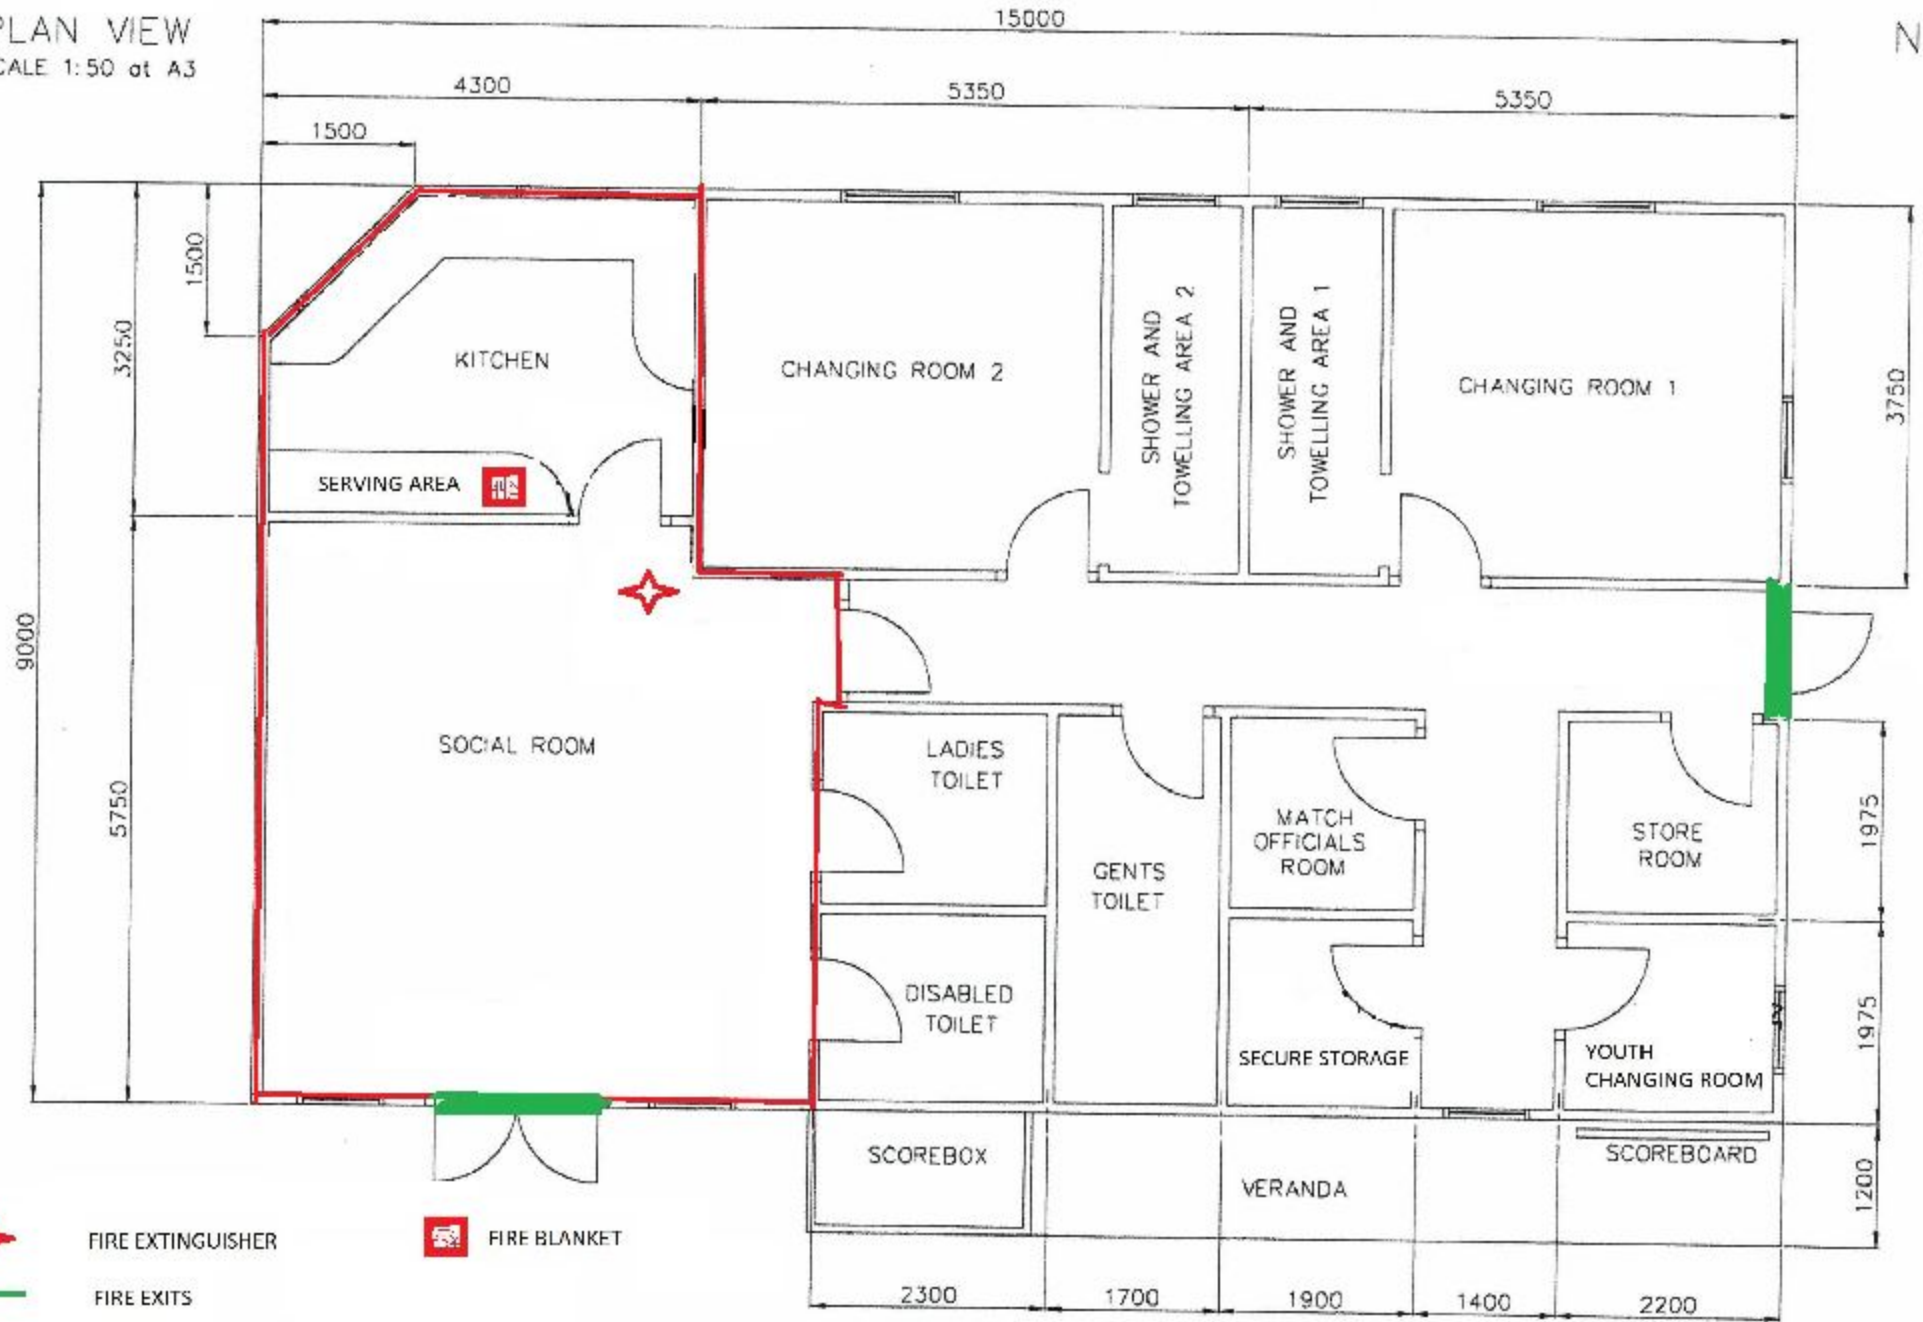 PLAN VIEW
SCALE 1:50 at A3
N
15000
4300
5350
5350
1500
1500
3250
9000
5750
3750
KITCHEN
SERVING AREA
CHANGING ROOM 2
SHOWER AND
TOWELLING AREA 2
SHOWER AND
TOWELLING AREA 1
CHANGING ROOM 1
SOCIAL ROOM
LADIES
TOILET
GENTS
TOILET
MATCH
OFFICIALS
ROOM
STORE
ROOM
1975
DISABLED
TOILET
SECURE STORAGE
YOUTH
CHANGING ROOM
1975
SCOREBOX
VERANDA
SCOREBOARD
1200
FIRE EXTINGUISHER
FIRE BLANKET
FIRE EXITS
2300
1700
1900
1400
2200